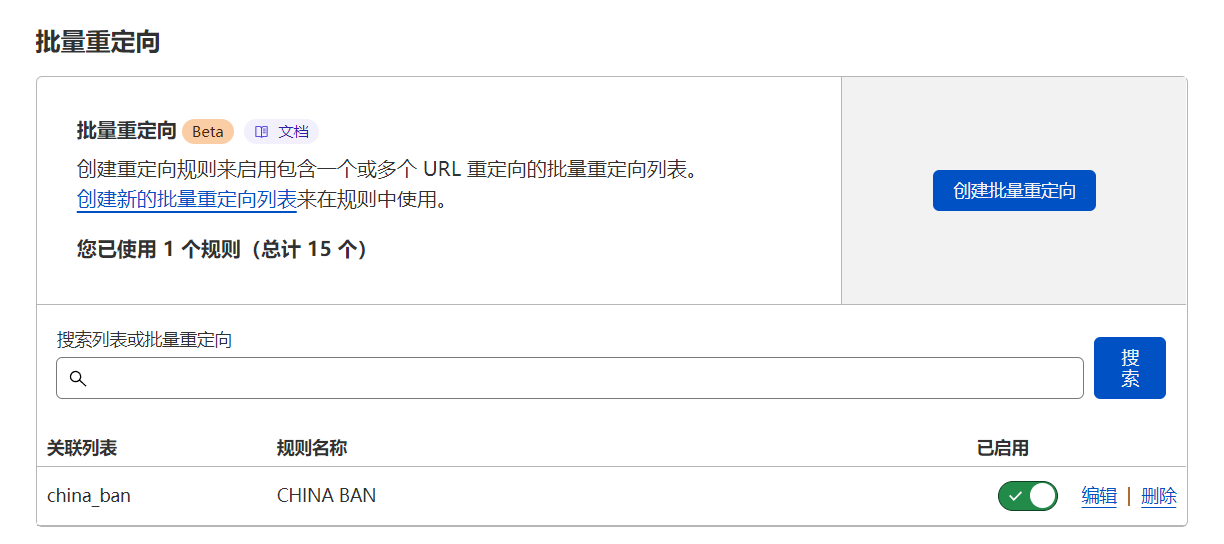 批量重定向
批量重定向 Beta 文档
创建重定向规则来启用包含一个或多个 URL 重定向的批量重定向列表。
创建新的批量重定向列表来在规则中使用。
您已使用 1 个规则（总计 15 个）
创建批量重定向
搜索列表或批量重定向
搜
索
关联列表 规则名称 已启用
china_ban CHINA BAN 编辑 | 删除